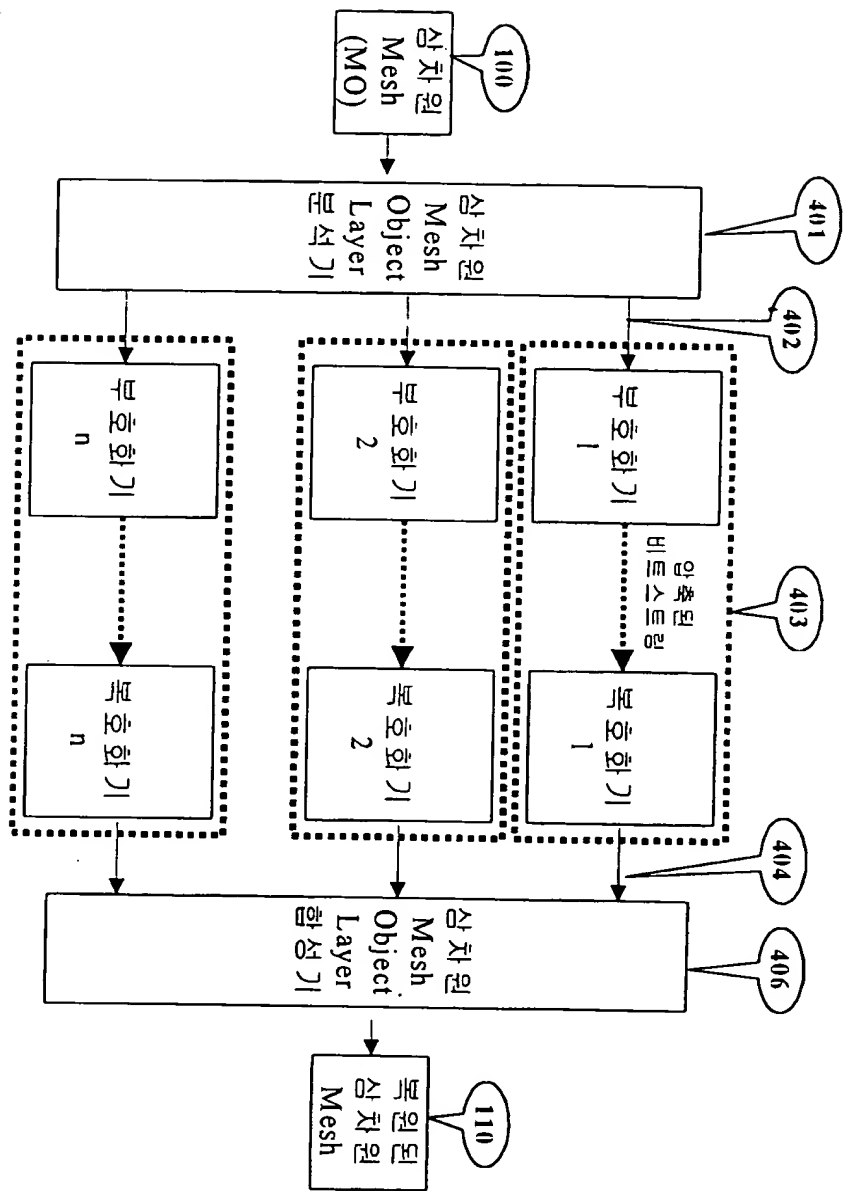 100
삼차원
Mesh
(MO)
401
삼차원
Mesh
Object
Layer
분석기
402
403
부호화기
1
압축된
비트스트림
복호화기
1
부호화기
2
복호화기
2
부호화기
n
복호화기
n
404
406
삼차원
Mesh
Object
Layer
합성기
110
복원된
삼차원
Mesh